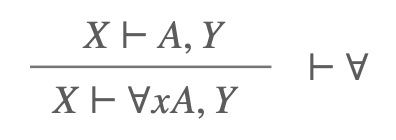 X ⊢ A, Y
⊢ ∀
X ⊢ ∀xA, Y